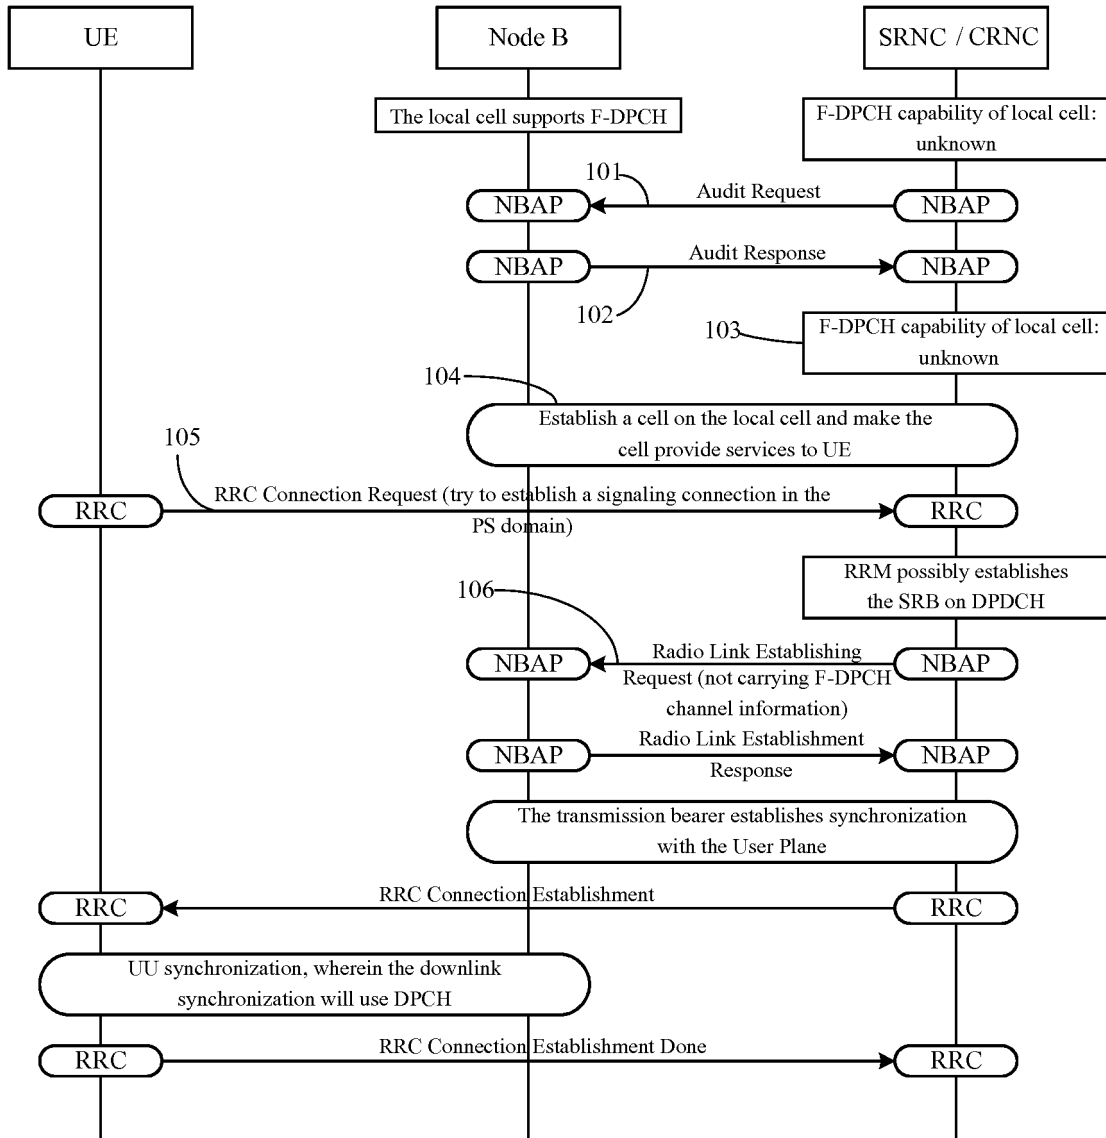 UE
Node B
SRNC / CRNC
The local cell supports F-DPCH
F-DPCH capability of local cell:
unknown
101
NBAP
Audit Request
NBAP
NBAP
Audit Response
NBAP
102
103
F-DPCH capability of local cell:
unknown
104
Establish a cell on the local cell and make the
cell provide services to UE
105
RRC
RRC Connection Request (try to establish a signaling connection in the
PS domain)
RRC
RRM possibly establishes
the SRB on DPDCH
106
NBAP
Radio Link Establishing
Request (not carrying F-DPCH
channel information)
NBAP
NBAP
Radio Link Establishment
Response
NBAP
The transmission bearer establishes synchronization
with the User Plane
RRC
RRC Connection Establishment
RRC
UU synchronization, wherein the downlink
synchronization will use DPCH
RRC
RRC Connection Establishment Done
RRC